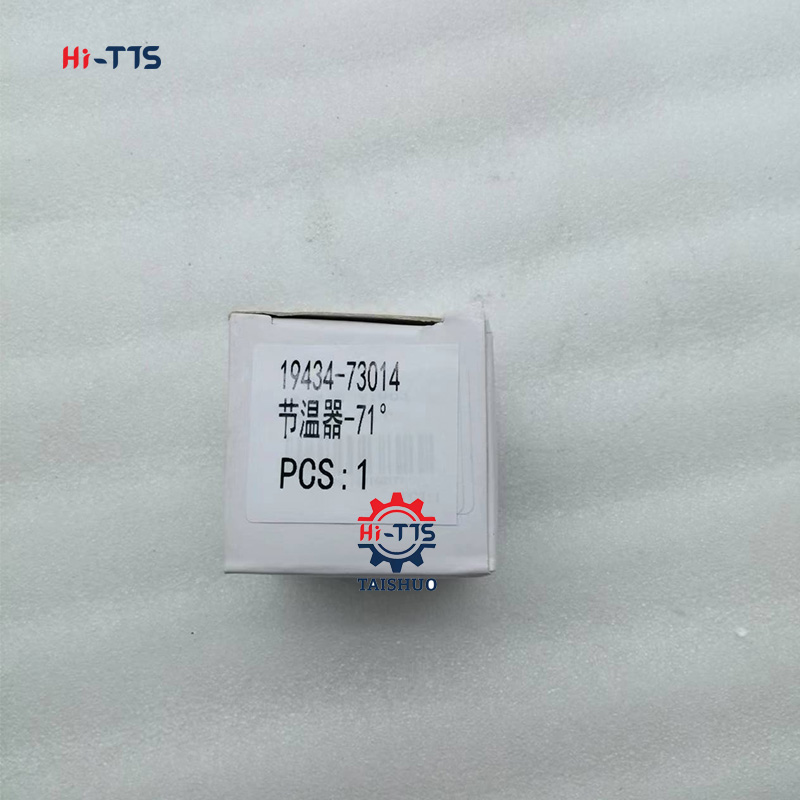 Hi-TTS
19434-73014
节温器-71°
PCS:1
Hi-TTS
TAISHUO